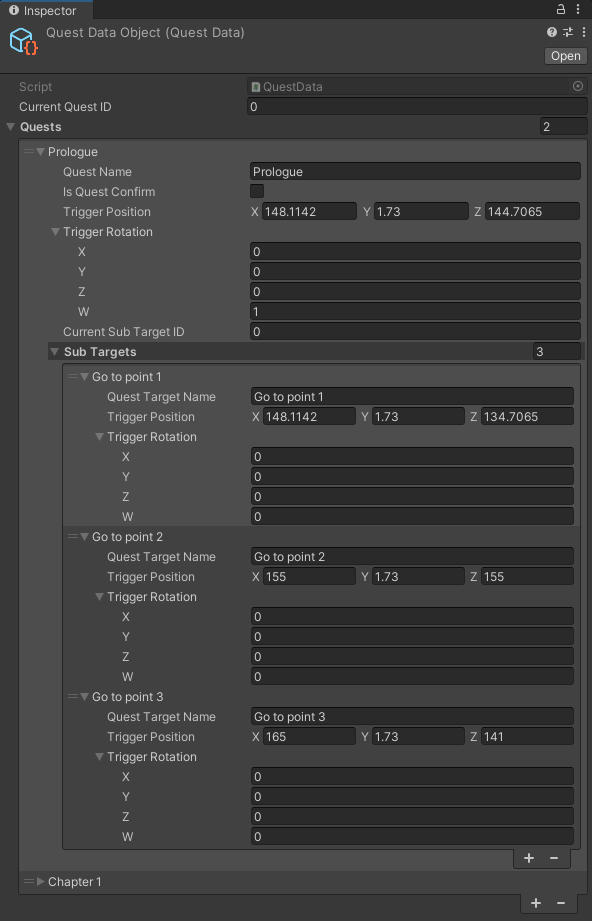 Inspector
Quest Data Object (Quest Data)
Open
Script QuestData
Current Quest ID 0
Quests 2
Prologue
Quest Name Prologue
Is Quest Confirm
Trigger Position X 148.1142 Y 1.73 Z 144.7065
Trigger Rotation
X 0
Y 0
Z 0
W 1
Current Sub Target ID 0
Sub Targets 3
Go to point 1
Quest Target Name Go to point 1
Trigger Position X 148.1142 Y 1.73 Z 134.7065
Trigger Rotation
X 0
Y 0
Z 0
W 0
Go to point 2
Quest Target Name Go to point 2
Trigger Position X 155 Y 1.73 Z 155
Trigger Rotation
X 0
Y 0
Z 0
W 0
Go to point 3
Quest Target Name Go to point 3
Trigger Position X 165 Y 1.73 Z 141
Trigger Rotation
X 0
Y 0
Z 0
W 0
+ −
Chapter 1
+ −